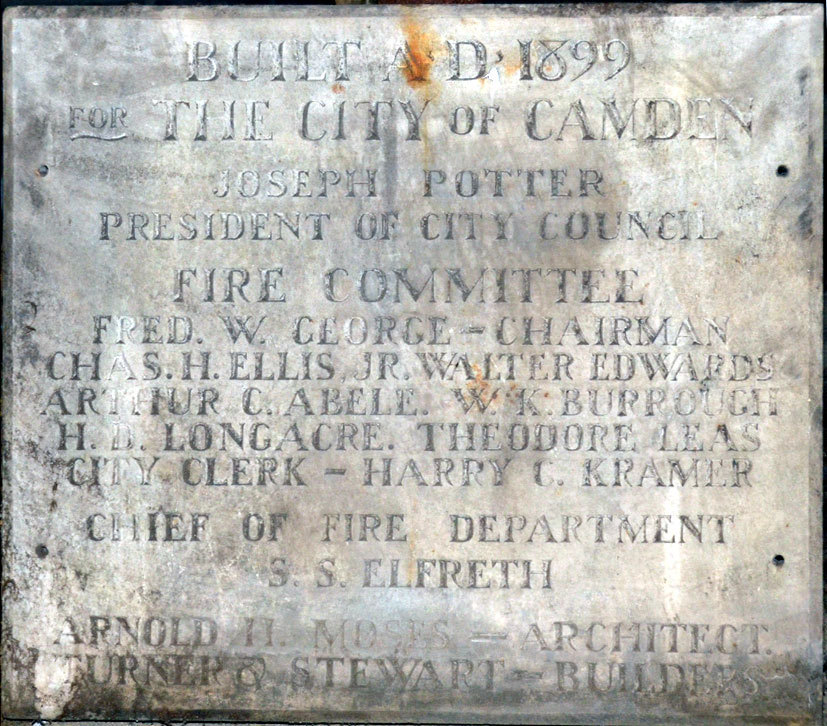 BUILT A.D. 1899
FOR THE CITY OF CAMDEN
JOSEPH POTTER
PRESIDENT OF CITY COUNCIL
FIRE COMMITTEE
FRED. W. GEORGE - CHAIRMAN
CHAS. H. ELLIS, JR. WALTER EDWARDS
ARTHUR C. ABELE. W. K. BURROUGH
H. D. LONGACRE. THEODORE LEAS
CITY CLERK - HARRY C. KRAMER
CHIEF OF FIRE DEPARTMENT
S. S. ELFRETH
ARNOLD H. MOSES - ARCHITECT.
TURNER & STEWART - BUILDERS